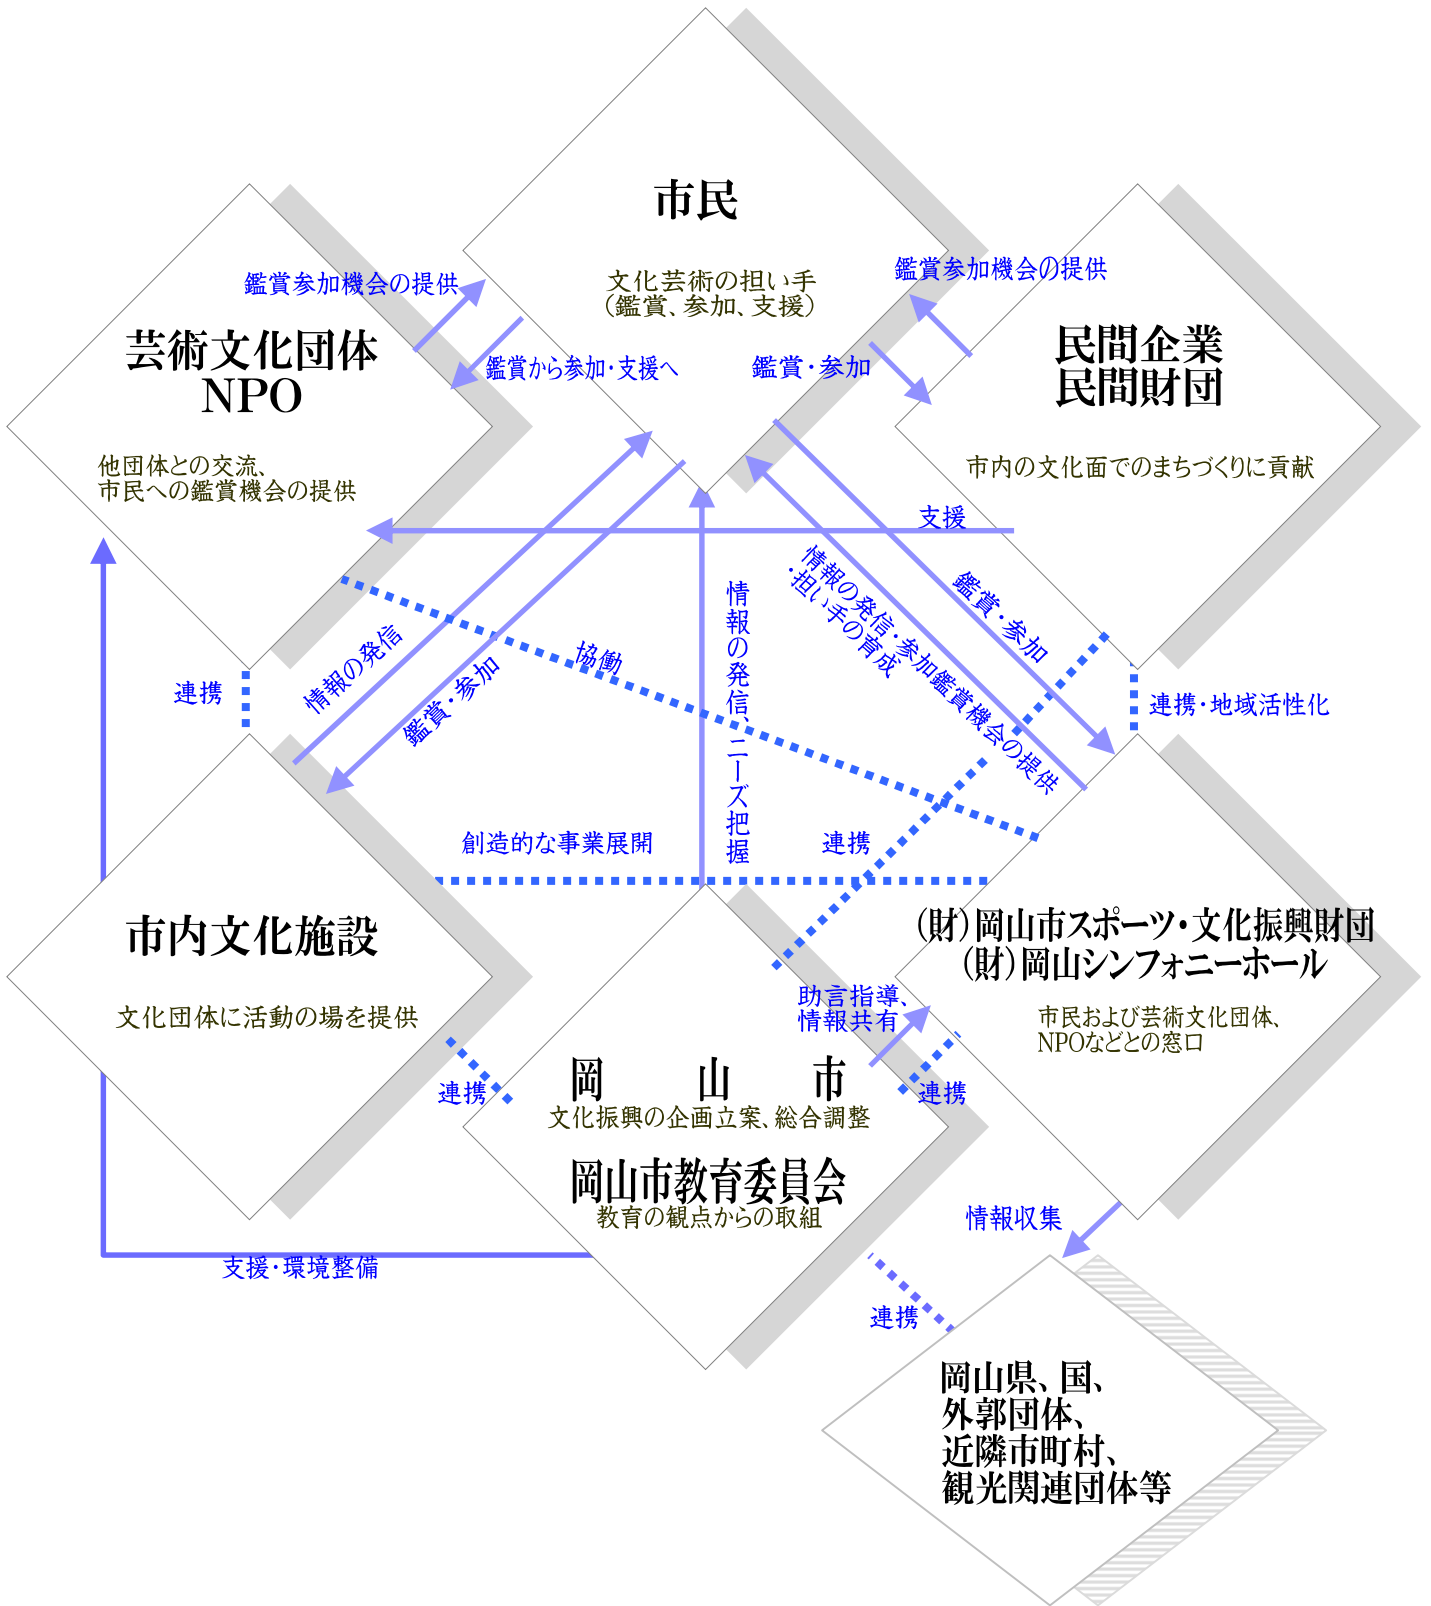 市民
文化芸術の担い手
（鑑賞、参加、支援）
鑑賞参加機会の提供
鑑賞参加機会の提供
芸術文化団体
NPO
他団体との交流、
市民への鑑賞機会の提供
鑑賞から参加・支援へ
鑑賞・参加
民間企業
民間財団
市内の文化面でのまちづくりに貢献
支援
情報の発信
鑑賞・参加
協働
情報の発信、ニーズ把握
情報の発信・参加鑑賞機会の提供
・担い手の育成
鑑賞・参加
連携
連携・地域活性化
創造的な事業展開
連携
市内文化施設
文化団体に活動の場を提供
（財）岡山市スポーツ・文化振興財団
（財）岡山シンフォニーホール
市民および芸術文化団体、
NPOなどとの窓口
助言指導、
情報共有
連携
連携
岡山市
文化振興の企画立案、総合調整
岡山市教育委員会
教育の観点からの取組
支援・環境整備
情報収集
連携
岡山県、国、
外郭団体、
近隣市町村、
観光関連団体等